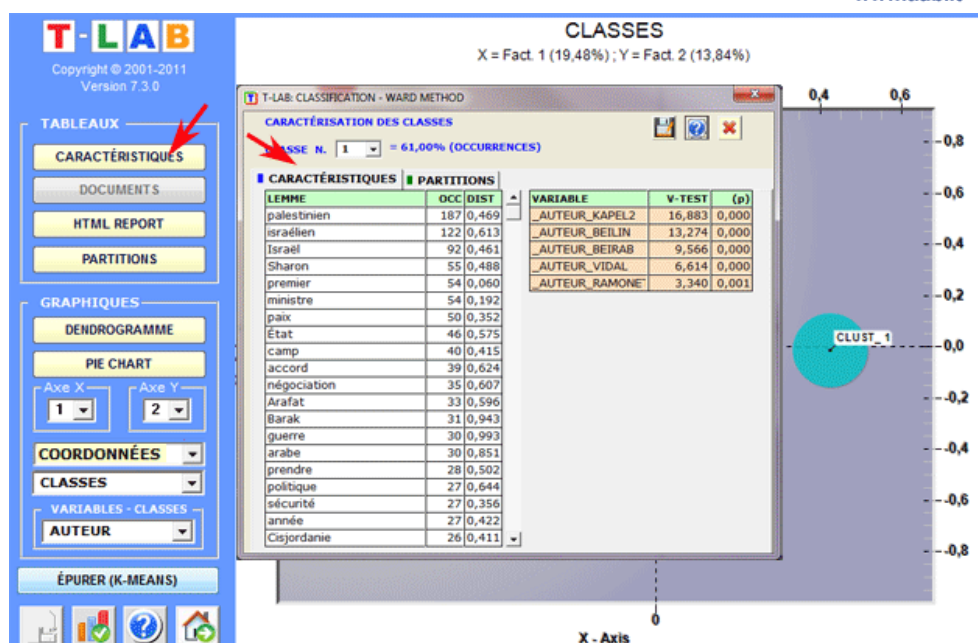 T-LAB
Copyright © 2001-2011
Version 7.3.0
TABLEAUX
CARACTÉRISTIQUES
DOCUMENTS
HTML REPORT
PARTITIONS
GRAPHIQUES
DENDROGRAMME
PIE CHART
Axe X Axe Y
1 2
COORDONNÉES
CLASSES
VARIABLES - CLASSES
AUTEUR
ÉPURER (K-MEANS)
CLASSES
X = Fact. 1 (19,48%) ; Y = Fact. 2 (13,84%)
T-LAB: CLASSIFICATION - WARD METHOD
CARACTÉRISATION DES CLASSES
N. 1 = 61,00% (OCCURRENCES)
CARACTÉRISTIQUES PARTITIONS
LEMME OCC DIST
palestinien 187 0,469
israélien 122 0,613
Israël 92 0,461
Sharon 55 0,488
premier 54 0,060
ministre 54 0,192
paix 50 0,352
État 46 0,575
camp 40 0,415
accord 39 0,624
négociation 35 0,607
Arafat 33 0,596
Barak 31 0,943
guerre 30 0,993
arabe 30 0,851
prendre 28 0,502
politique 27 0,644
sécurité 27 0,356
année 27 0,422
Cisjordanie 26 0,411
VARIABLE V-TEST (p)
_AUTEUR_KAPEL2 16,883 0,000
_AUTEUR_BEILIN 13,274 0,000
_AUTEUR_BEIRAB 9,566 0,000
_AUTEUR_VIDAL 6,614 0,000
_AUTEUR_RAMONET 3,340 0,001
0,4 0,6
-0,8
-0,6
-0,4
-0,2
CLUST_1
-0,0
-0,2
-0,4
-0,6
-0,8
0
X - Axis